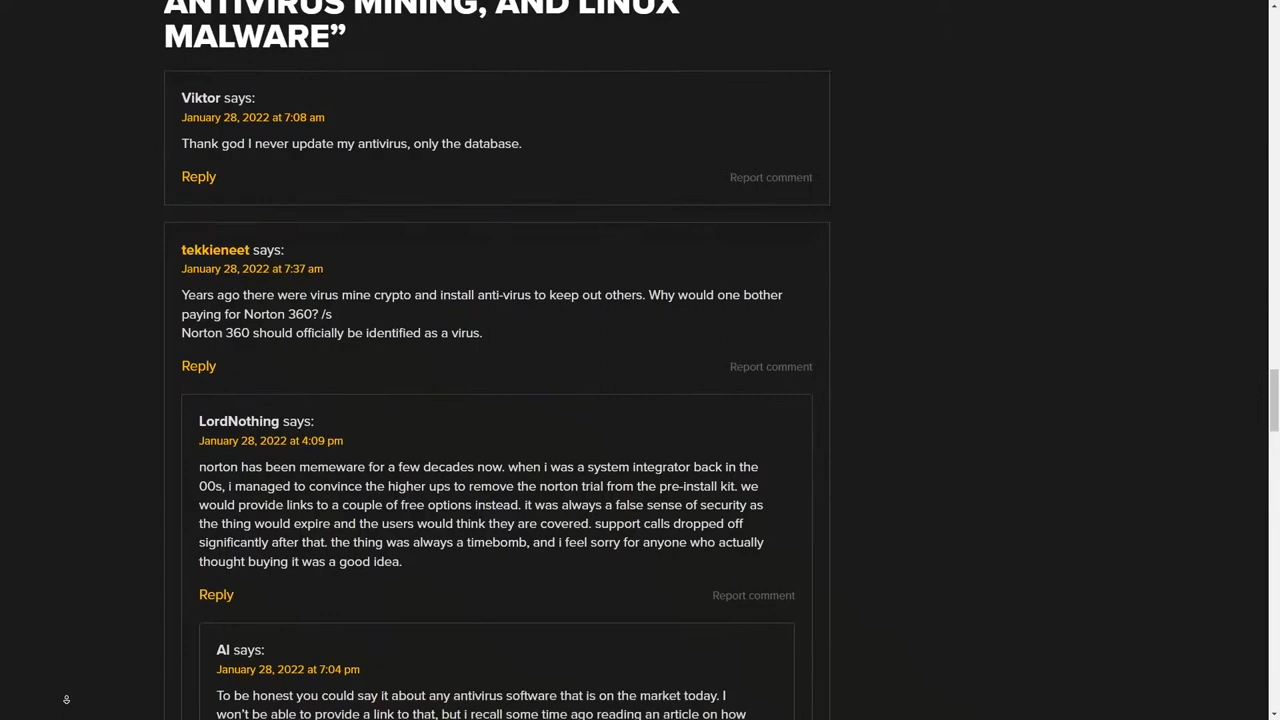 ANTIVIRUS MINING, AND LINUX
MALWARE”
Viktor says:
January 28, 2022 at 7:08 am
Thank god I never update my antivirus, only the database.
Reply
Report comment
tekkieneet says:
January 28, 2022 at 7:37 am
Years ago there were virus mine crypto and install anti-virus to keep out others. Why would one bother
paying for Norton 360? /s
Norton 360 should officially be identified as a virus.
Reply
Report comment
LordNothing says:
January 28, 2022 at 4:09 pm
norton has been memeware for a few decades now. when i was a system integrator back in the
00s, i managed to convince the higher ups to remove the norton trial from the pre-install kit. we
would provide links to a couple of free options instead. it was always a false sense of security as
the thing would expire and the users would think they are covered. support calls dropped off
significantly after that. the thing was always a timebomb, and i feel sorry for anyone who actually
thought buying it was a good idea.
Reply
Report comment
Al says:
January 28, 2022 at 7:04 pm
To be honest you could say it about any antivirus software that is on the market today. I
won’t be able to provide a link to that, but i recall some time ago reading an article on how